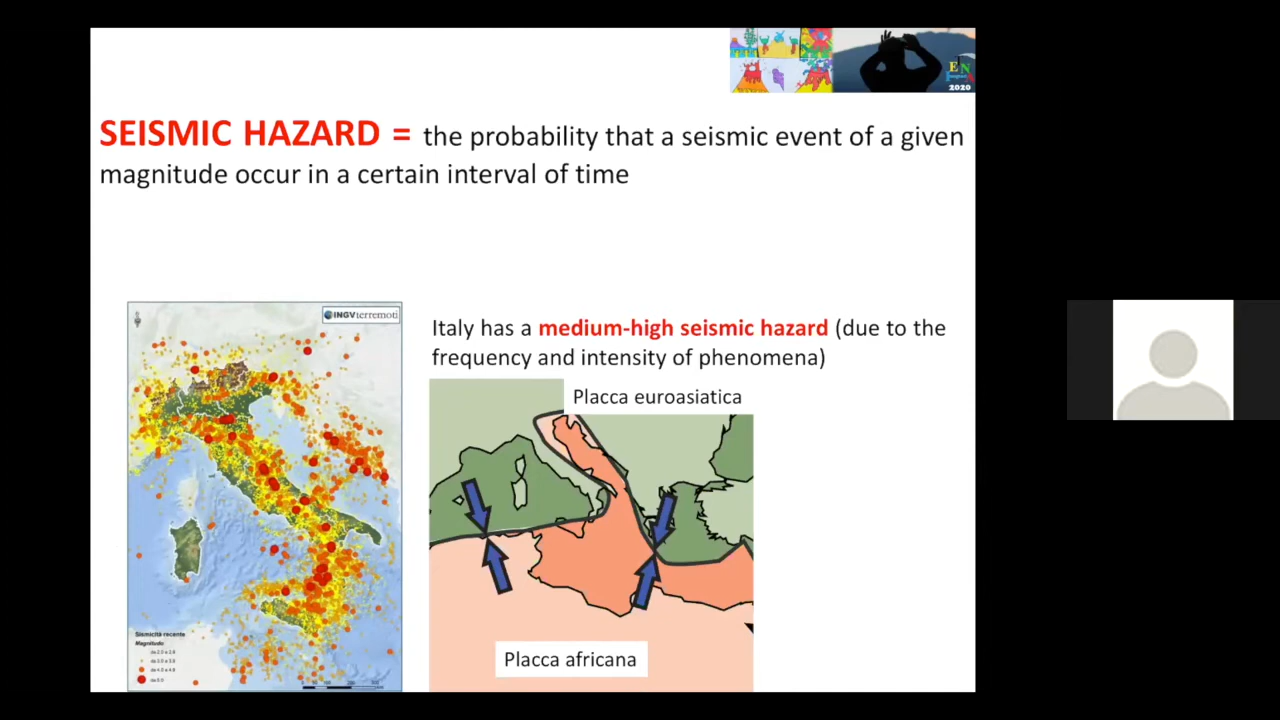 E N
2020
SEISMIC HAZARD = the probability that a seismic event of a given
magnitude occur in a certain interval of time
INGVterremoti
Italy has a medium-high seismic hazard (due to the
frequency and intensity of phenomena)
Placca euroasiatica
Placca africana
Sismicità recente
Magnitudo